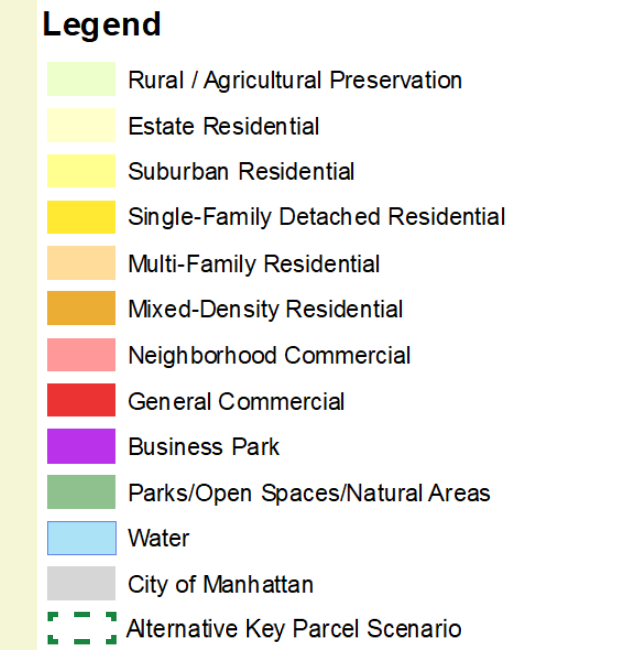 Legend
Rural / Agricultural Preservation
Estate Residential
Suburban Residential
Single-Family Detached Residential
Multi-Family Residential
Mixed-Density Residential
Neighborhood Commercial
General Commercial
Business Park
Parks/Open Spaces/Natural Areas
Water
City of Manhattan
Alternative Key Parcel Scenario